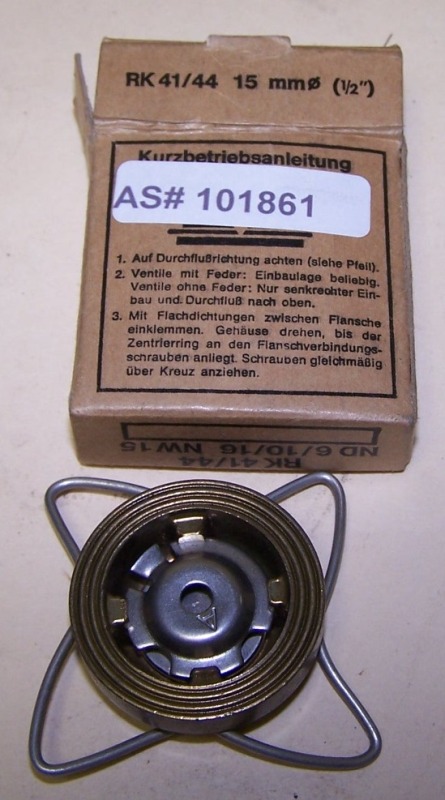 RK 41/44 15 mmø (1/2")
Kurzbetriebsanleitung
AS# 101861
1. Auf Durchflußrichtung achten (siehe Pfeil).
2. Ventile mit Feder: Einbaulage beliebig.
Ventile ohne Feder: Nur senkrechter Ein-
bau und Durchfluß nach oben.
3. Mit Flachdichtungen zwischen Flansche
einklemmen. Gehäuse drehen, bis der
Zentrierring an den Flanschverbindungs-
schrauben anliegt. Schrauben gleichmäßig
über Kreuz anziehen.
RK 41/44
ND 6/10/16 NW 15